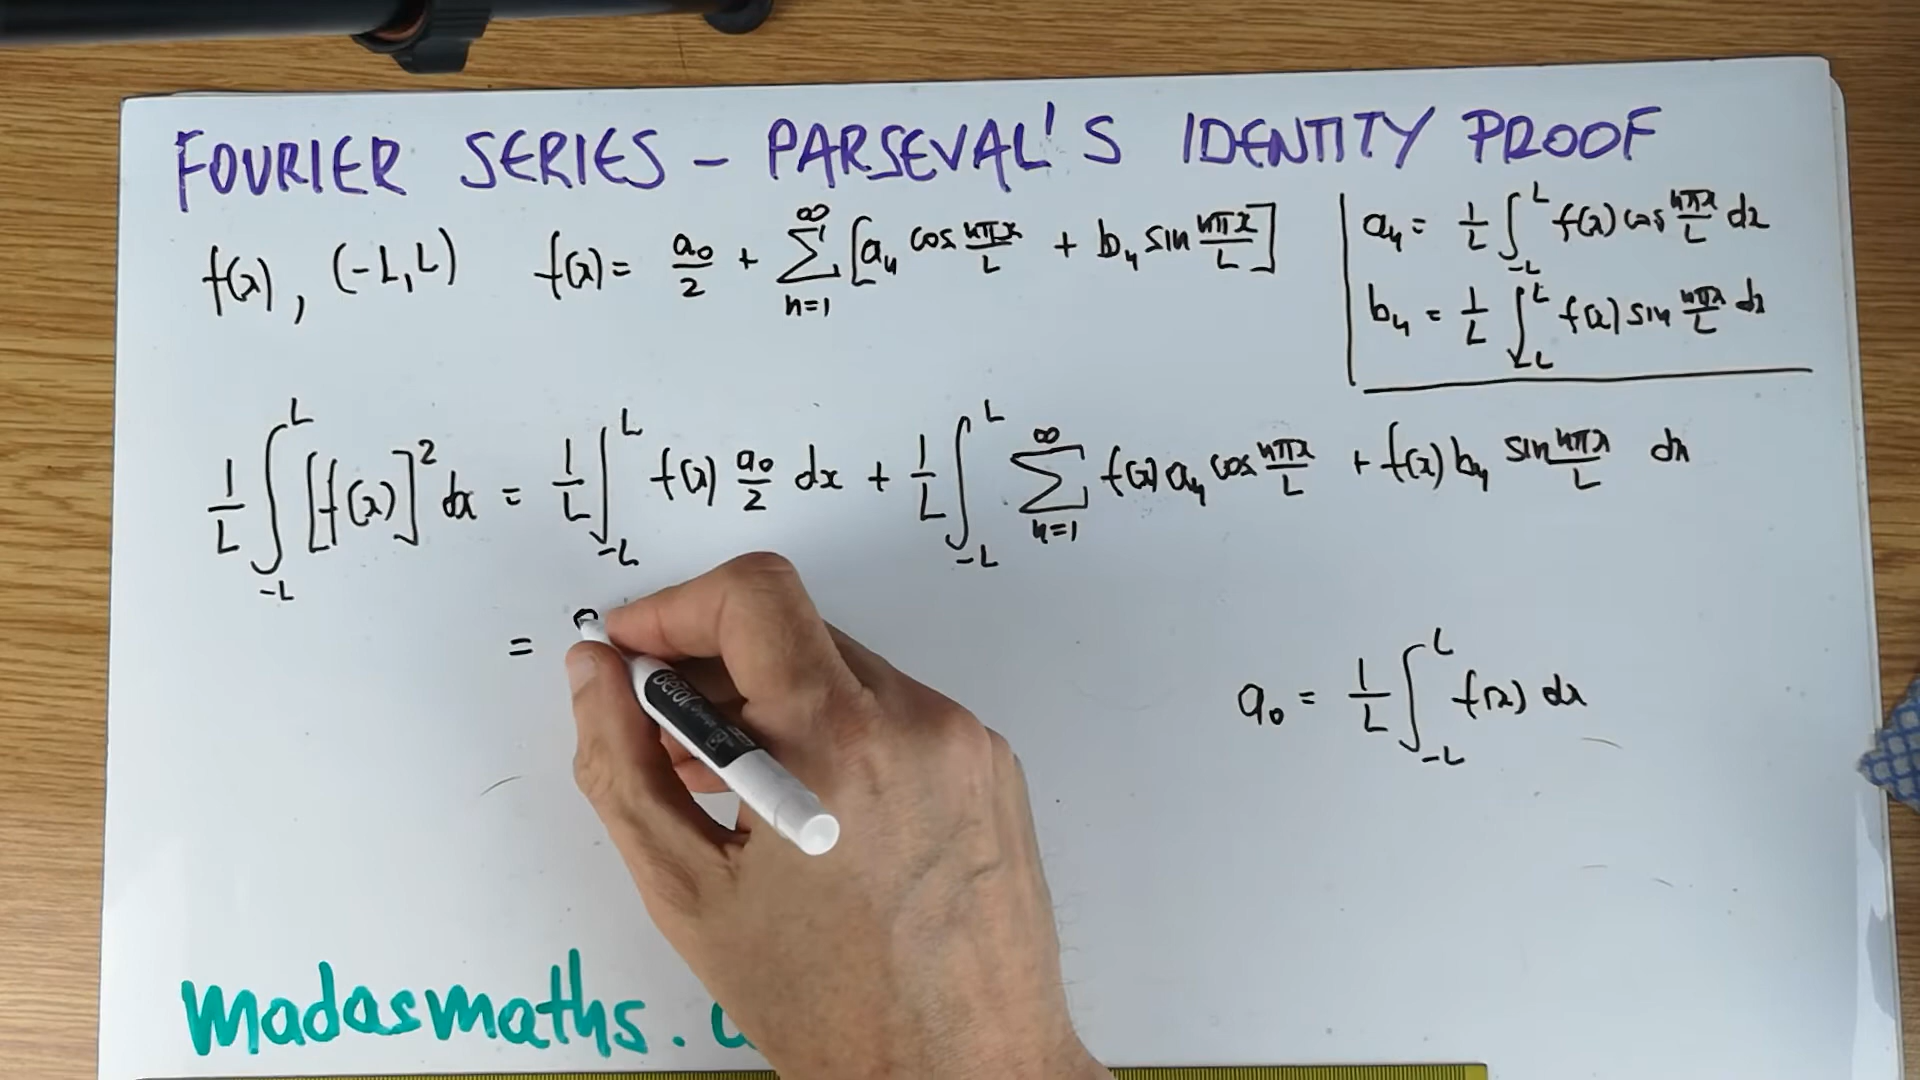 FOURIER SERIES - PARSEVAL'S IDENTITY PROOF
f(x), (-L,L) f(x) = a₀/2 + ∑_{n=1}^{∞} [aₙ cos nπx/L + bₙ sin nπx/L]
aₙ = 1/L ∫_{-L}^{L} f(x) cos nπx/L dx
bₙ = 1/L ∫_{-L}^{L} f(x) sin nπx/L dx
1/L ∫_{-L}^{L} [f(x)]² dx = 1/L ∫_{-L}^{L} f(x) a₀/2 dx + 1/L ∫_{-L}^{L} ∑_{n=1}^{∞} f(x) aₙ cos nπx/L + f(x) bₙ sin nπx/L dx
=
a₀ = 1/L ∫_{-L}^{L} f(x) dx
madasmaths.
Berol